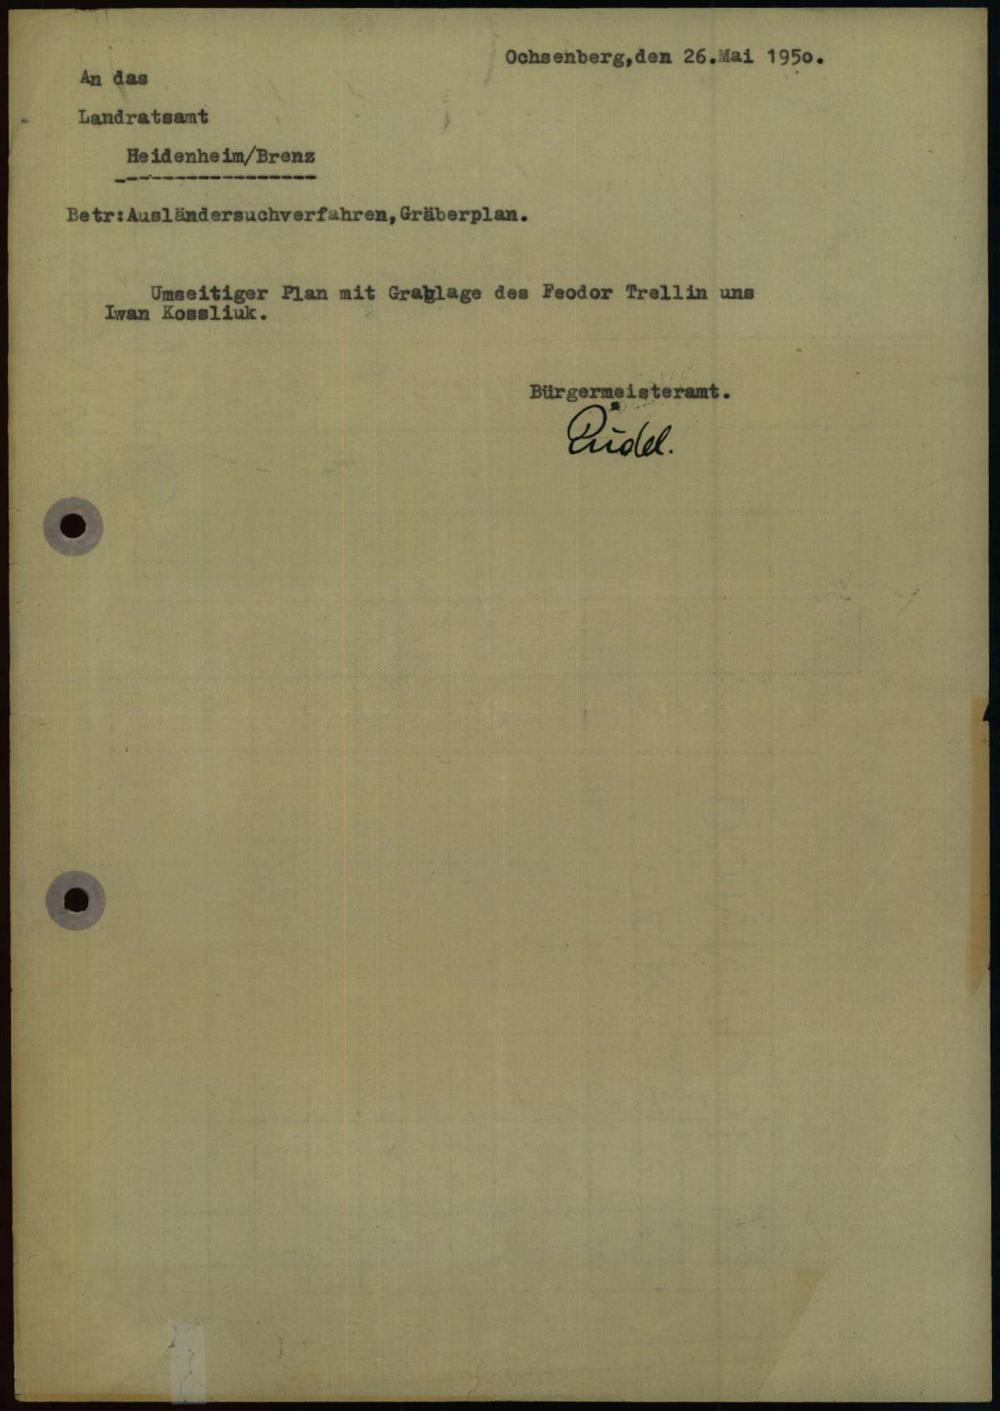 Ochsenberg,den 26.Mai 195o.
An das
Landratsamt
Heidenheim/Brenz
Betr:Ausländersuchverfahren,Gräberplan.
Umseitiger Plan mit Grablage des Feodor Trellin uns
Iwan Kossliuk.
Bürgermeisteramt.